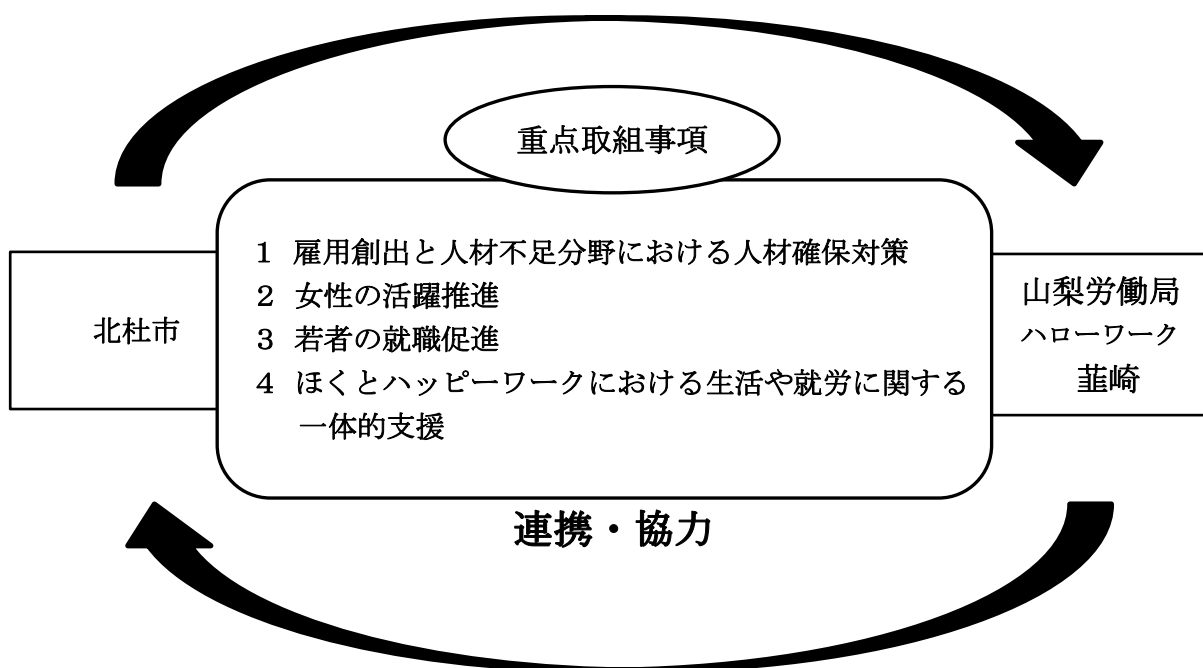 重点取組事項
北杜市
1 雇用創出と人材不足分野における人材確保対策
2 女性の活躍推進
3 若者の就職促進
4 ほくとハッピーワークにおける生活や就労に関する
一体的支援
山梨労働局
ハローワーク
韮崎
連携・協力